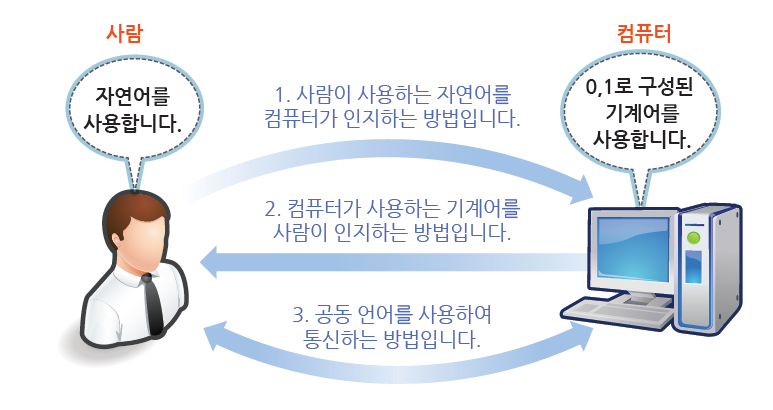 사람
컴퓨터
자연어를
사용합니다.
1. 사람이 사용하는 자연어를
컴퓨터가 인지하는 방법입니다.
0,1로 구성된
기계어를
사용합니다.
2. 컴퓨터가 사용하는 기계어를
사람이 인지하는 방법입니다.
3. 공동 언어를 사용하여
통신하는 방법입니다.